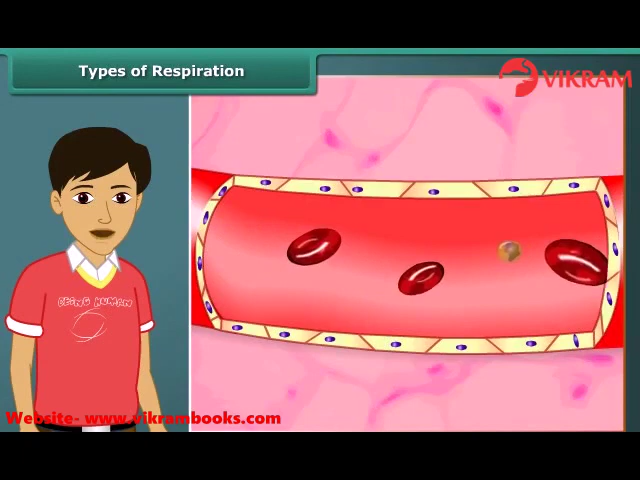 Types of Respiration
VIKRAM
BEING HUMAN
Website- www.vikrambooks.com